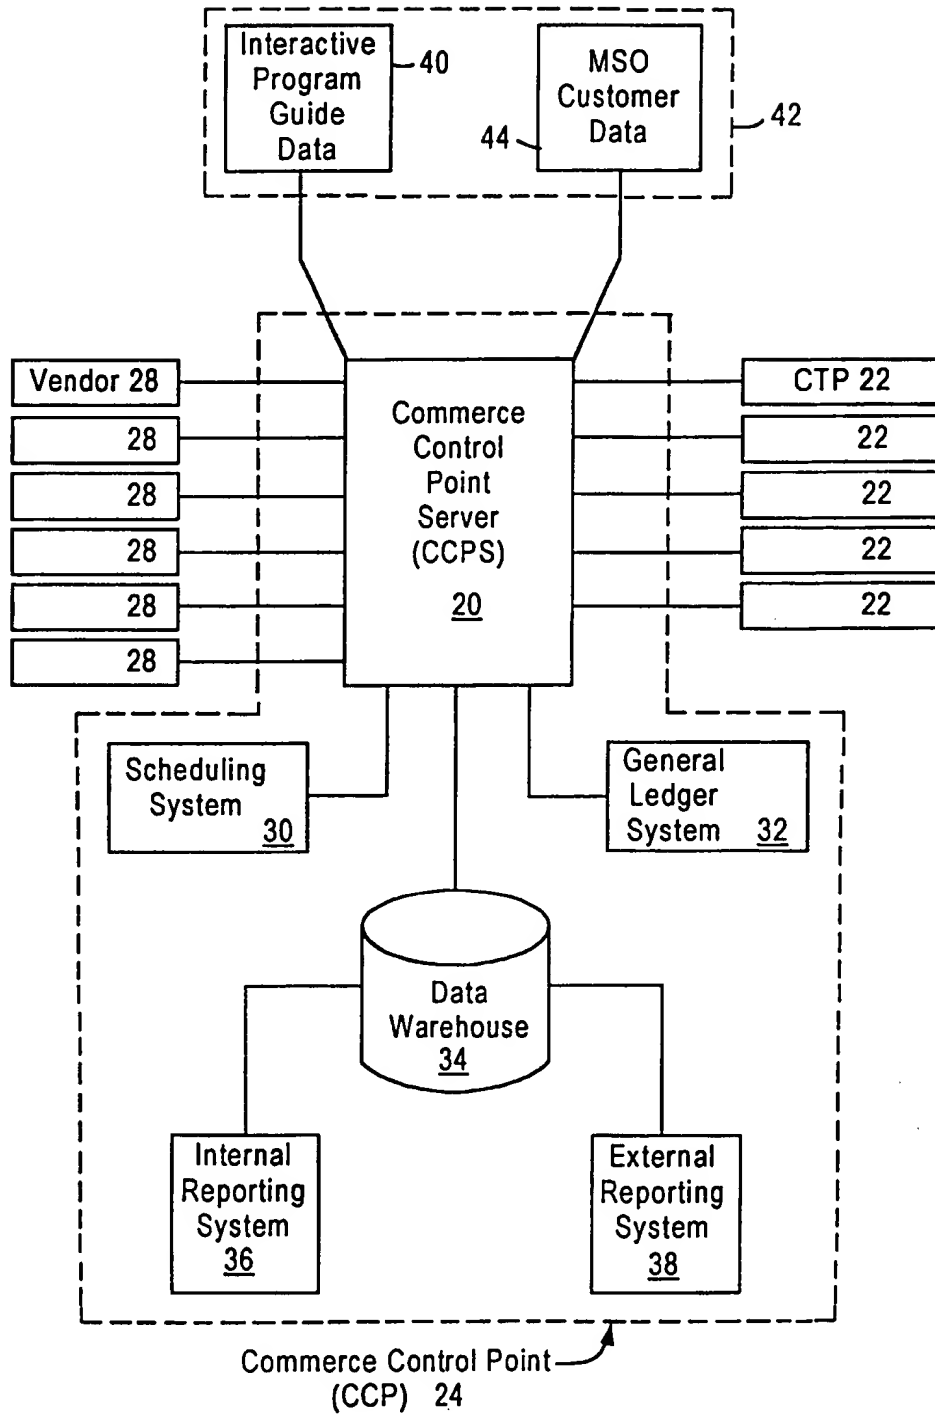 Interactive
Program
Guide
Data
40
MSO
Customer
Data
44
42
Vendor 28
28
28
28
28
28
Commerce
Control
Point
Server
(CCPS)
20
CTP 22
22
22
22
22
Scheduling
System
30
General
Ledger
System 32
Data
Warehouse
34
Internal
Reporting
System
36
External
Reporting
System
38
Commerce Control Point
(CCP) 24